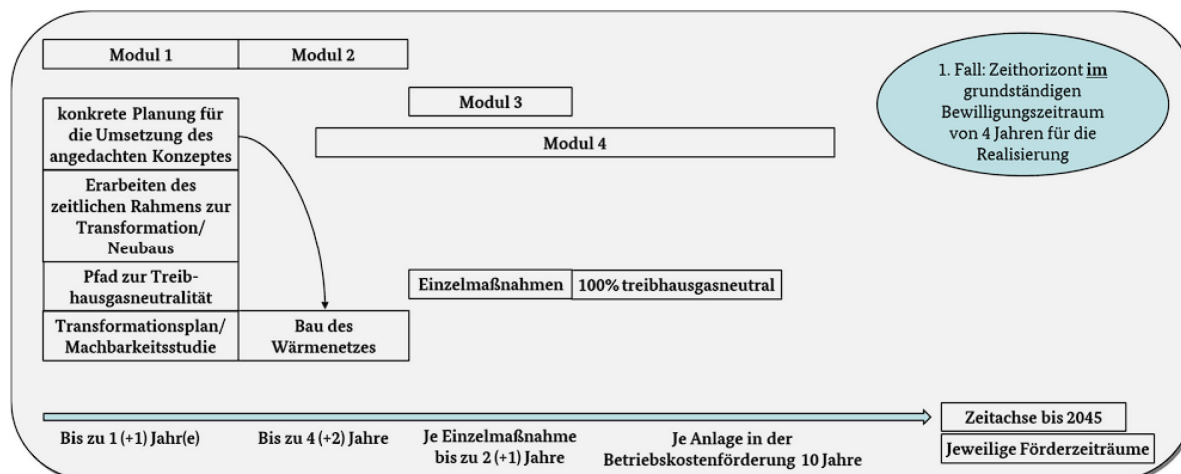 Modul 1
Modul 2
Modul 3
Modul 4
1. Fall: Zeithorizont im
grundständigen
Bewilligungszeitraum
von 4 Jahren für die
Realisierung
konkrete Planung für
die Umsetzung des
angedachten Konzeptes
Erarbeiten des
zeitlichen Rahmens zur
Transformation/
Neubaus
Pfad zur Treib-
hausgasneutralität
Transformationsplan/
Machbarkeitsstudie
Bau des
Wärmenetzes
Einzelmaßnahmen
100% treibhausgasneutral
Bis zu 1 (+1) Jahr(e)
Bis zu 4 (+2) Jahre
Je Einzelmaßnahme
bis zu 2 (+1) Jahre
Je Anlage in der
Betriebskostenförderung 10 Jahre
Zeitachse bis 2045
Jeweilige Förderzeiträume